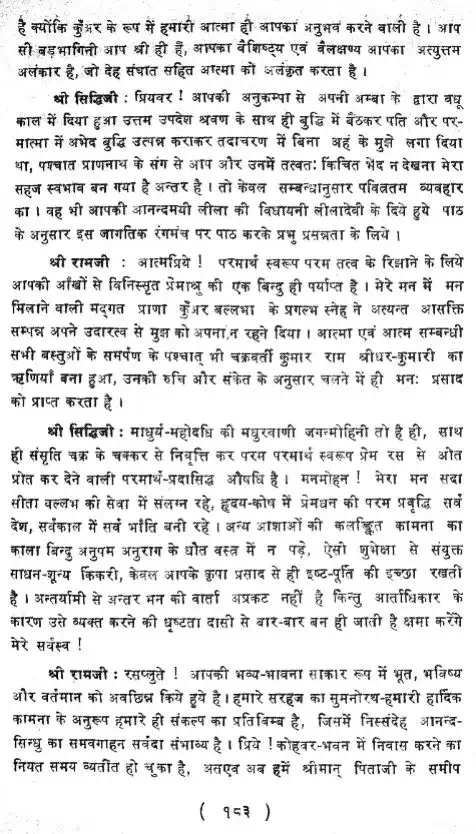 है क्योंकि कुँअर के रूप में हमारी आत्मा ही आपका अनुभव करने वाली है । आप
सी बड़भागिनी आप श्री ही हैं, आपका वैशिष्ट्य एवं वैलक्षण्य आपका अत्युत्तम
अलंकार है, जो देह संघात सहित आत्मा को अलंकृत करता है ।
श्री सिद्धिजी : प्रियवर ! आपकी अनुकम्पा से अपनी अम्बा के द्वारा वधू
काल में दिया हुआ उत्तम उपदेश श्रवण के साथ ही बुद्धि में बैठकर पति और पर-
मात्मा में अभेद बुद्धि उत्पन्न कराकर तदाचरण में बिना अहं के मुझे लगा दिया
था, पश्चात प्राणनाथ के संग से आप और उनमें तत्वतः किंचित भेद न देखना मेरा
सहज स्वभाव बन गया है अन्तर है । तो केवल सम्बन्धानुसार पवित्रतम व्यवहार
का । वह भी आपकी आनन्दमयी लीला की विधायनी लीलादेवी के दिये हुये पाठ
के अनुसार इस जागतिक रंगमंच पर पाठ करके प्रभु प्रसन्नता के लिये ।
श्री रामजी : आत्मप्रिये ! परमार्थ स्वरूप परम तत्व के रिझाने के लिये
आपकी आँखों से विनिस्सृत प्रेमाश्रु की एक बिन्दु ही पर्याप्त है । मेरे मन में मन
मिलाने वाली मद्गत प्राणा कुँअर बल्लभा के प्रगल्भ स्नेह ने अत्यन्त आसक्ति
सम्पन्न अपने उदारत्व से मुझ को अपना न रहने दिया । आत्मा एवं आत्म सम्बन्धी
सभी बस्तुओं के समर्पण के पश्चात् भी चक्रवर्ती कुमार राम श्रीधर-कुमारी का
ऋणियाँ बना हुआ, उनकी रुचि और संकेत के अनुसार चलने में ही मनः प्रसाद
को प्राप्त करता है ।
श्री सिद्धिजी : माधुर्य-महोदधि की मधुरवाणी जगन्मोहिनी तो है ही, साथ
ही संसृति चक्र के चक्कर से निवृत्ति कर परम परमार्थ स्वरूप प्रेम रस से ओत
प्रोत कर देने वाली परमार्थ-प्रदासिद्ध औषधि है । मनमोहन ! मेरा मन सदा
सीता वल्लभ की सेवा में संलग्न रहे, हृदय-कोष में प्रेमधन की परम प्रवृद्धि सर्व
देश, सर्वकाल में सर्व भाँति बनी रहे । अन्य आशाओं की कलङ्कित कामना का
काला बिन्दु अनुपम अनुराग के धौत वस्त्र में न पड़े, ऐसी शुभेक्षा से संयुक्त
साधन-शून्य किंकरी, केवल आपके कृपा प्रसाद से ही इष्ट-पूर्ति की इच्छा रखती
है । अन्तर्यामी से अन्तर भन की वार्ता अप्रकट नहीं है किन्तु आर्ताधिकार के
कारण उसे व्यक्त करने की धृष्टता दासी से बार-बार बन ही जाती है क्षमा करेंगे
मेरे सर्वस्व !
श्री रामजी : रसप्लुते ! आपकी भव्य-भावना साकार रूप में भूत, भविष्य
और वर्तमान को अवछिन्न किये हुये है । हमारे सरहज का सुमनोरथ-हमारी हार्दिक
कामना के अनुरूप हमारे ही संकल्प का प्रतिबिम्ब है, जिसमें निस्संदेह आनन्द-
सिन्धु का समवगाहन सर्वदा संभाव्य है । प्रिये ! कोहवर-भवन में निवास करने का
नियत समय व्यतीत हो चुका है, अतएव अब हमें श्रीमान् पिताजी के समीप
( १८३ )